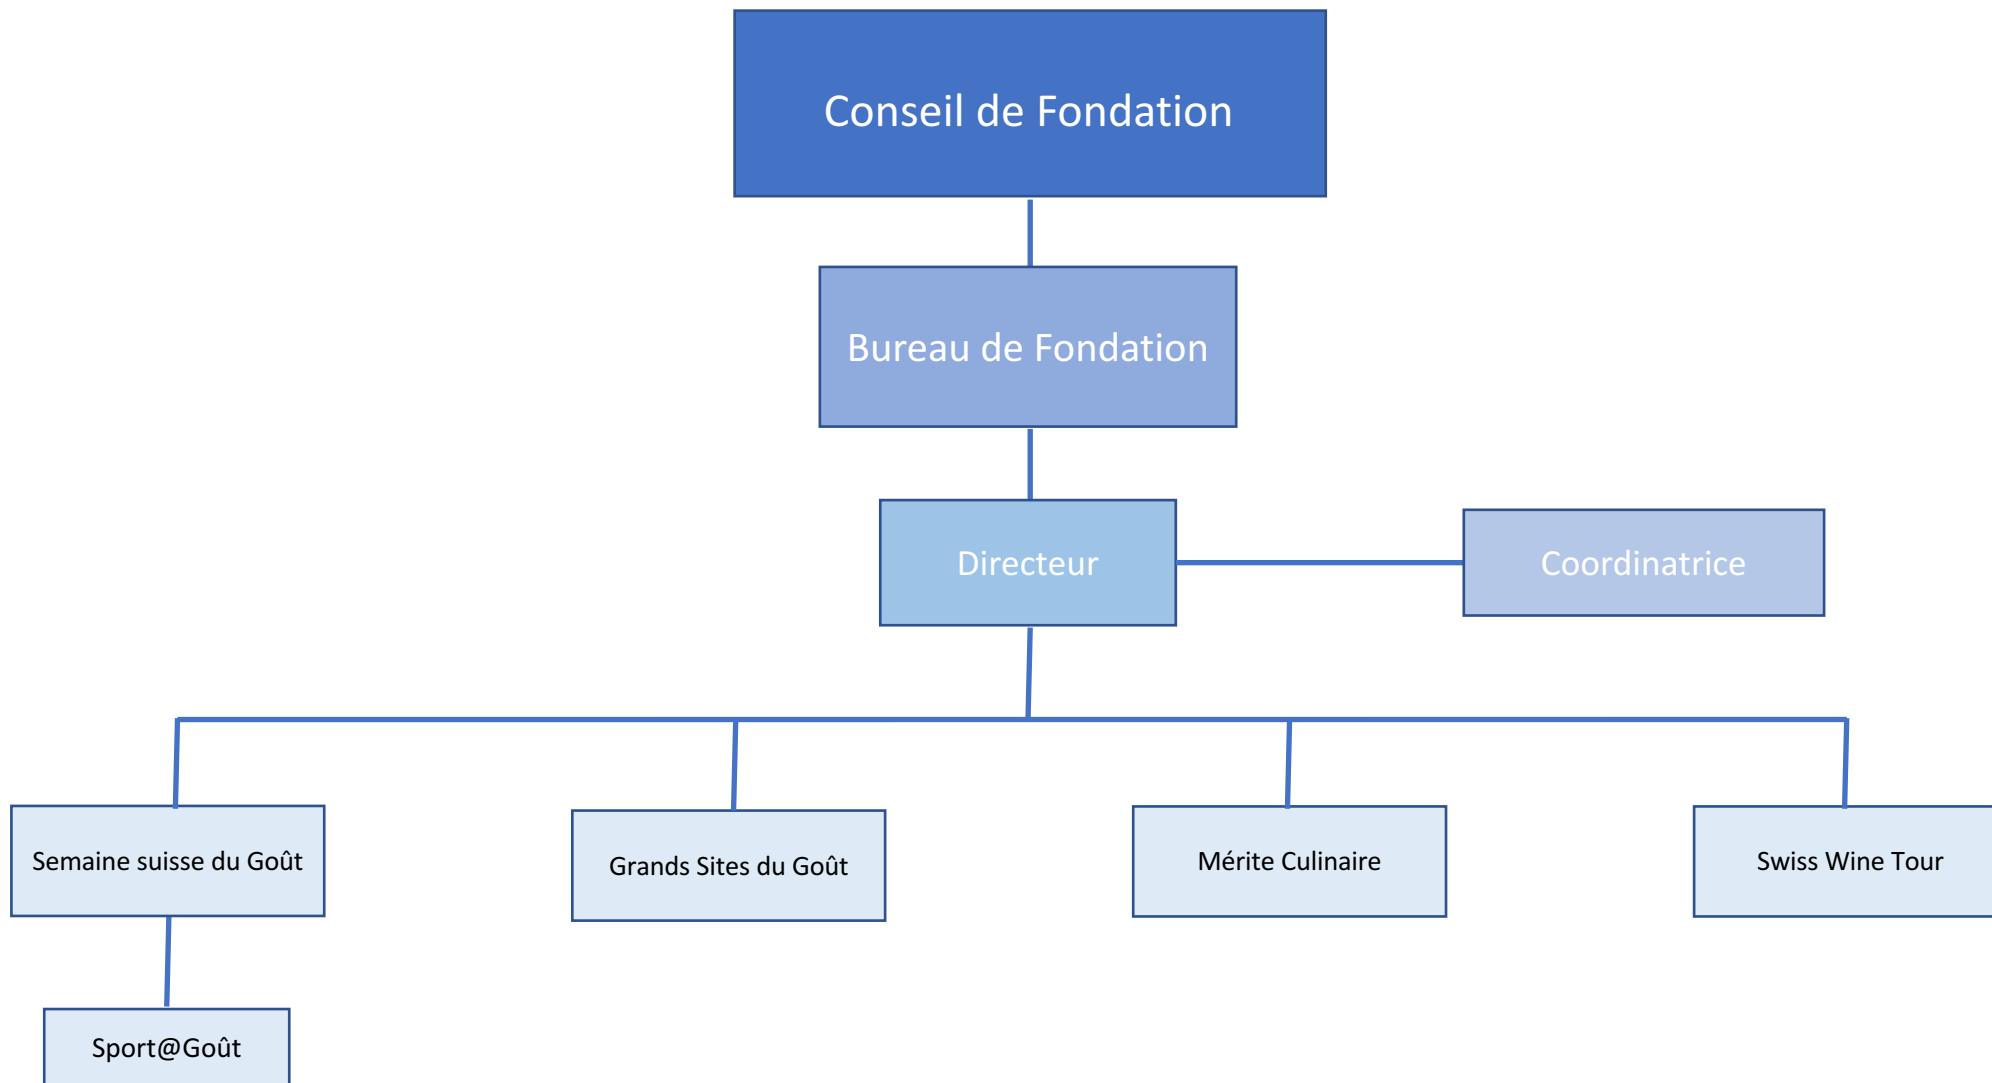 Conseil de Fondation
Bureau de Fondation
Directeur
Coordinatrice
Semaine suisse du Goût
Grands Sites du Goût
Mérite Culinaire
Swiss Wine Tour
Sport@Goût